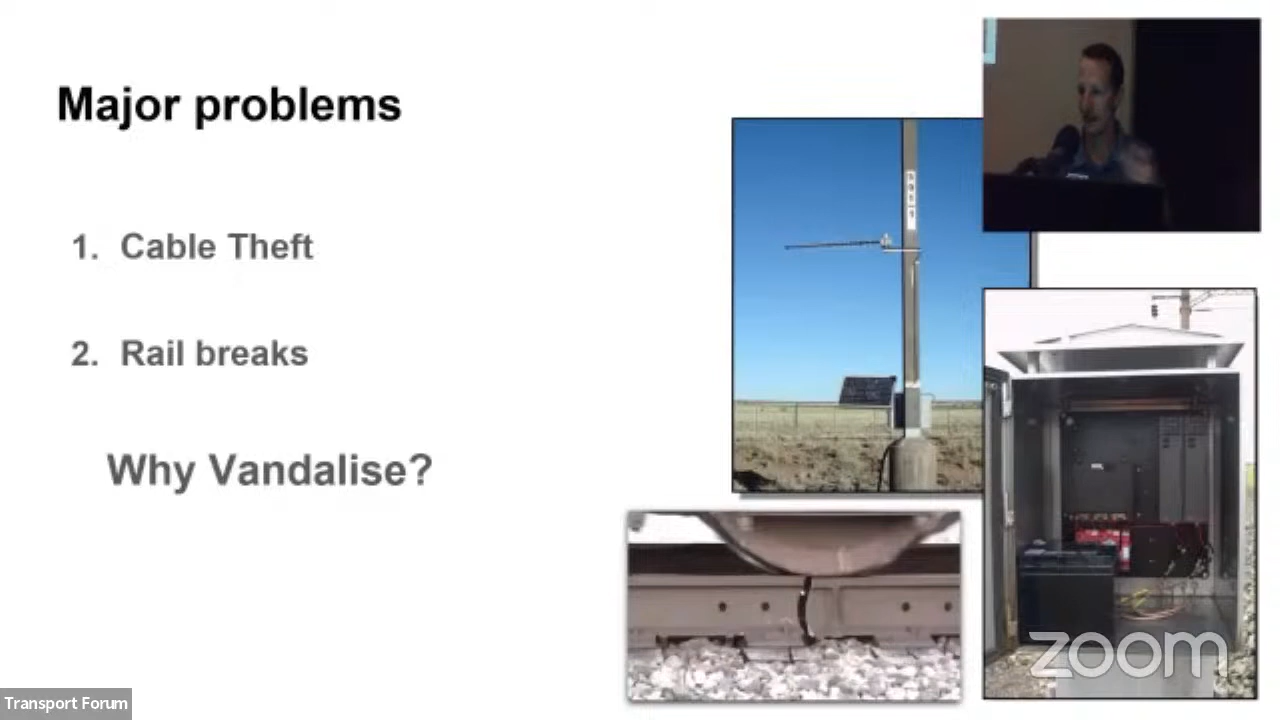 Major problems
1. Cable Theft
2. Rail breaks
Why Vandalise?
zoom
Transport Forum